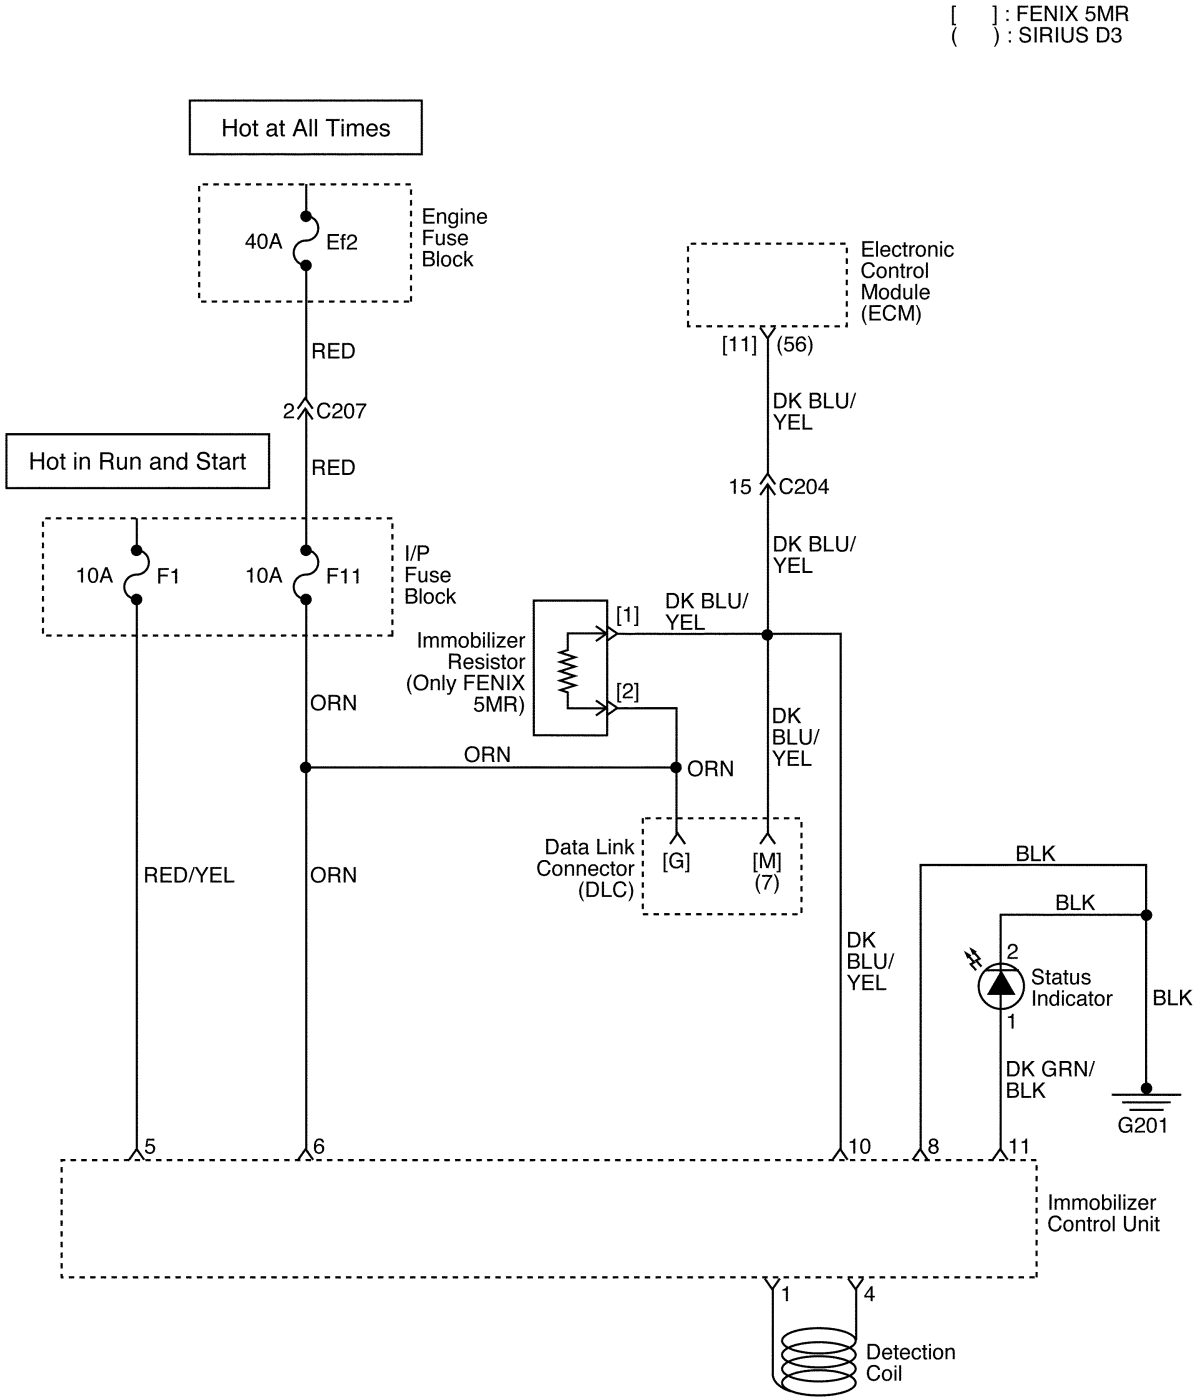 [ ] : FENIX 5MR
( ) : SIRIUS D3
Hot at All Times
40A
Ef2
Engine
Fuse
Block
Electronic
Control
Module
(ECM)
[11]
(56)
RED
DK BLU/
YEL
2
C207
Hot in Run and Start
RED
15
C204
10A
F1
10A
F11
I/P
Fuse
Block
DK BLU/
YEL
Immobilizer
Resistor
(Only FENIX
5MR)
[1]
[2]
DK BLU/
YEL
ORN
DK
BLU/
YEL
ORN
ORN
Data Link
Connector
(DLC)
[G]
[M]
(7)
RED/YEL
ORN
BLK
BLK
DK
BLU/
YEL
2
Status
Indicator
1
BLK
DK GRN/
BLK
G201
5
6
10
8
11
Immobilizer
Control Unit
1
4
Detection
Coil